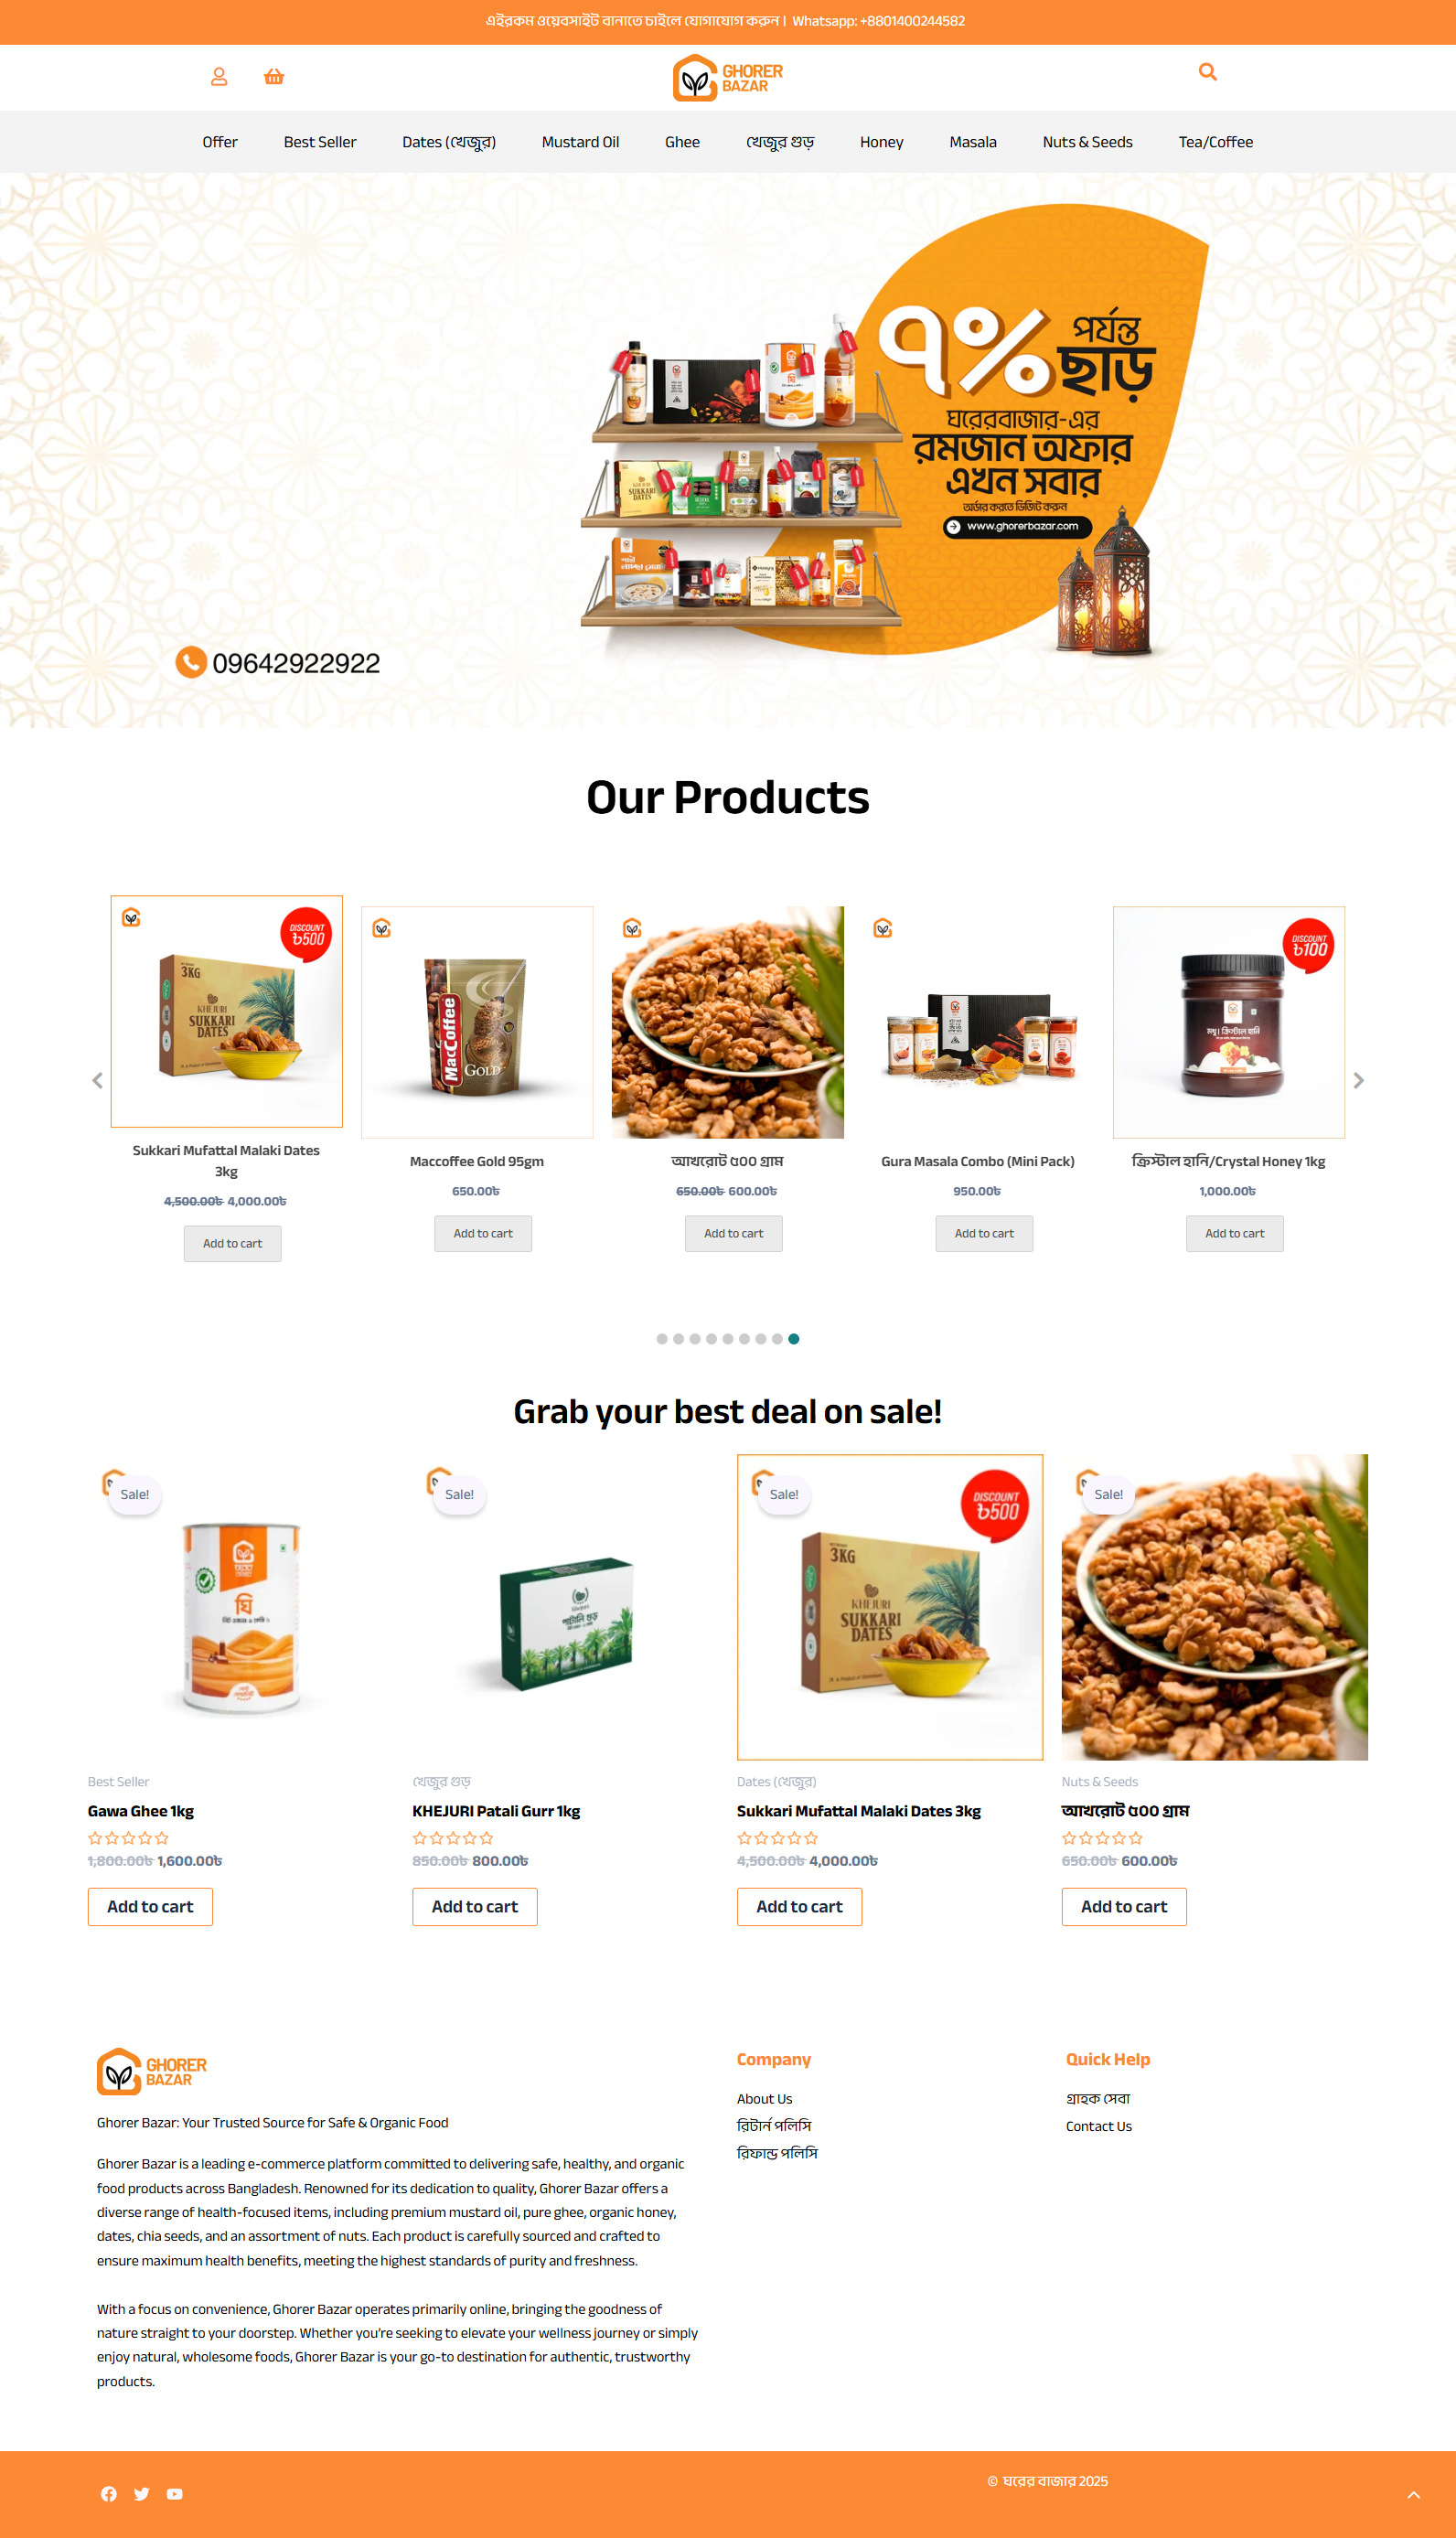 এইরকম ওয়েবসাইট বানাতে চাইলে যোগাযোগ করুন | Whatsapp: +8801400244582
GHORER
BAZAR
Offer
Best Seller
Dates (খেজুর)
Mustard Oil
Ghee
খেজুর গুড়
Honey
Masala
Nuts & Seeds
Tea/Coffee
৭% পর্যন্ত
ছাড়
ঘরেরবাজার-এর
রমজান অফার
এখন সবার
অর্ডার করতে ভিজিট করুন
www.ghorerbazar.com
KHEJURI
SUKKARI
DATES
09642922922
Our Products
DISCOUNT
৳500
3KG
KHEJURI
SUKKARI
DATES
MacCoffee
GOLD
DISCOUNT
৳100
মধু। ক্রিস্টাল হানি
Sukkari Mufattal Malaki Dates
3kg
4,500.00৳ 4,000.00৳
Add to cart
Maccoffee Gold 95gm
650.00৳
Add to cart
আখরোট ৫০০ গ্রাম
650.00৳ 600.00৳
Add to cart
Gura Masala Combo (Mini Pack)
950.00৳
Add to cart
ক্রিস্টাল হানি/Crystal Honey 1kg
1,000.00৳
Add to cart
Grab your best deal on sale!
Sale!
ঘি
Sale!
পাটালি গুড়
Sale!
DISCOUNT
৳500
3KG
KHEJURI
SUKKARI
DATES
Sale!
Best Seller
Gawa Ghee 1kg
1,800.00৳ 1,600.00৳
Add to cart
খেজুর গুড়
KHEJURI Patali Gurr 1kg
850.00৳ 800.00৳
Add to cart
Dates (খেজুর)
Sukkari Mufattal Malaki Dates 3kg
4,500.00৳ 4,000.00৳
Add to cart
Nuts & Seeds
আখরোট ৫০০ গ্রাম
650.00৳ 600.00৳
Add to cart
GHORER
BAZAR
Ghorer Bazar: Your Trusted Source for Safe & Organic Food
Ghorer Bazar is a leading e-commerce platform committed to delivering safe, healthy, and organic
food products across Bangladesh. Renowned for its dedication to quality, Ghorer Bazar offers a
diverse range of health-focused items, including premium mustard oil, pure ghee, organic honey,
dates, chia seeds, and an assortment of nuts. Each product is carefully sourced and crafted to
ensure maximum health benefits, meeting the highest standards of purity and freshness.
With a focus on convenience, Ghorer Bazar operates primarily online, bringing the goodness of
nature straight to your doorstep. Whether you're seeking to elevate your wellness journey or simply
enjoy natural, wholesome foods, Ghorer Bazar is your go-to destination for authentic, trustworthy
products.
Company
About Us
রিটার্ন পলিসি
রিফান্ড পলিসি
Quick Help
গ্রাহক সেবা
Contact Us
© ঘরের বাজার 2025